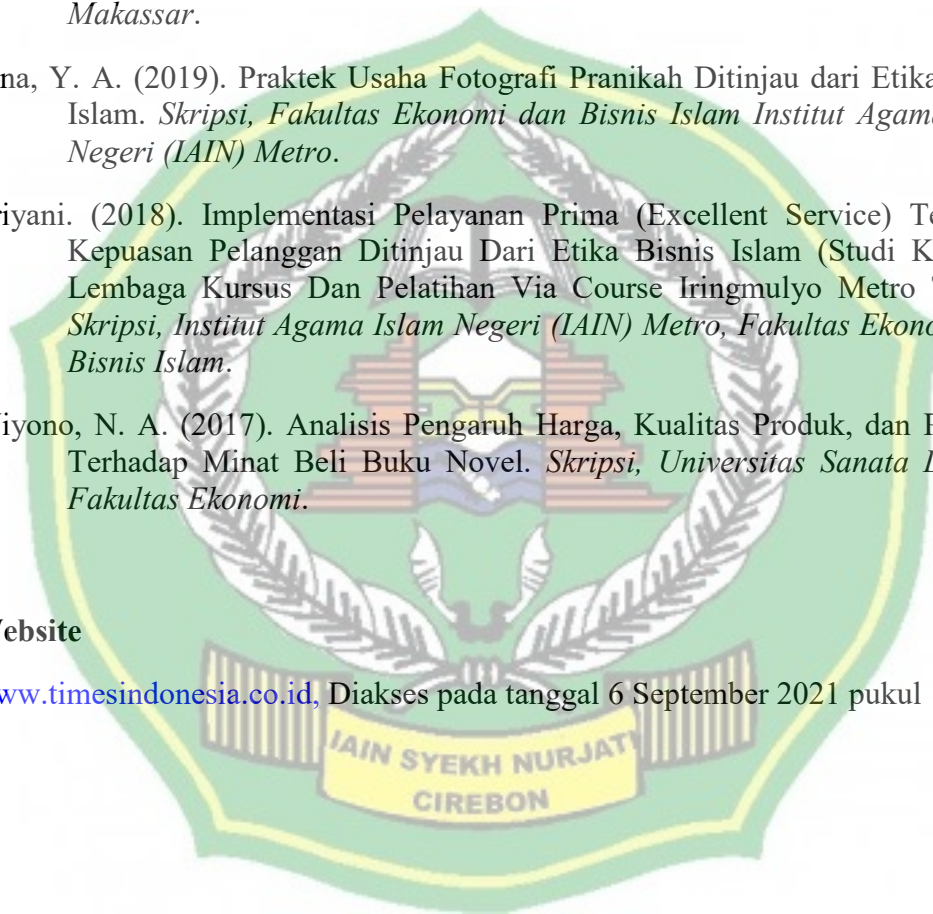 Makassar.
na, Y. A. (2019). Praktek Usaha Fotografi Pranikah Ditinjau dari Etika
Islam. Skripsi, Fakultas Ekonomi dan Bisnis Islam Institut Agama
Negeri (IAIN) Metro.
riyani. (2018). Implementasi Pelayanan Prima (Excellent Service) Te
Kepuasan Pelanggan Ditinjau Dari Etika Bisnis Islam (Studi K
Lembaga Kursus Dan Pelatihan Via Course Iringmulyo Metro
Skripsi, Institut Agama Islam Negeri (IAIN) Metro, Fakultas Ekono
Bisnis Islam.
iyono, N. A. (2017). Analisis Pengaruh Harga, Kualitas Produk, dan
Terhadap Minat Beli Buku Novel. Skripsi, Universitas Sanata
Fakultas Ekonomi.
ebsite
ww.timesindonesia.co.id, Diakses pada tanggal 6 September 2021 pukul
IAIN SYEKH NURJATI
CIREBON